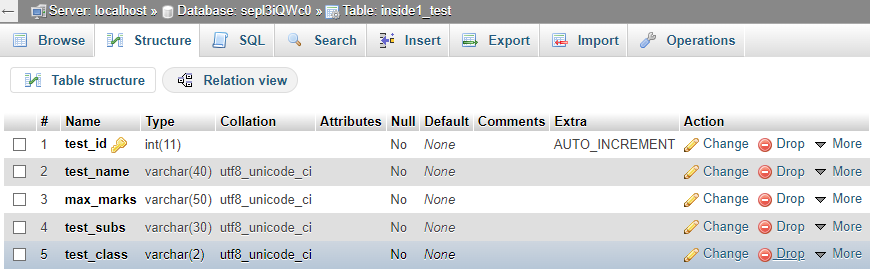 ← Server: localhost » Database: sepl3iQWc0 » Table: inside1_test
Browse Structure SQL Search Insert Export Import Operations
Table structure Relation view
# Name Type Collation Attributes Null Default Comments Extra Action
1 test_id int(11) No None AUTO_INCREMENT Change Drop More
2 test_name varchar(40) utf8_unicode_ci No None Change Drop More
3 max_marks varchar(50) utf8_unicode_ci No None Change Drop More
4 test_subs varchar(30) utf8_unicode_ci No None Change Drop More
5 test_class varchar(2) utf8_unicode_ci No None Change Drop More